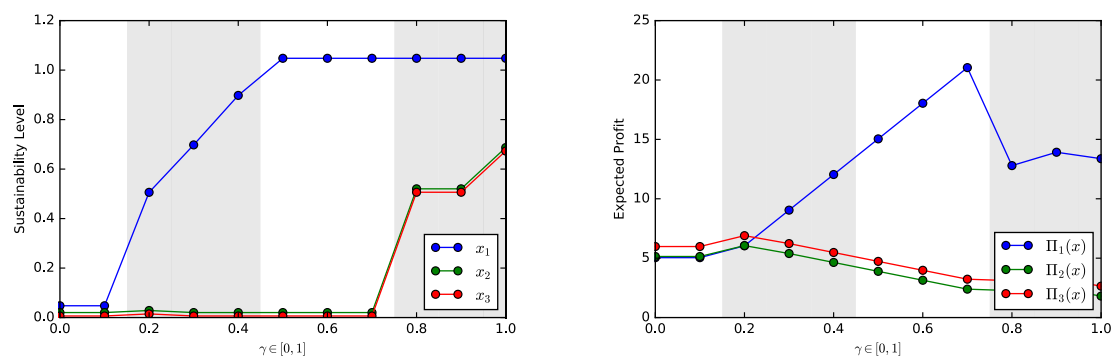 1.2
1.0
0.8
0.6
0.4
0.2
0.0
Sustainability Level
x₁
x₂
x₃
0.0 0.2 0.4 0.6 0.8 1.0
γ ∈ [0, 1]
25
20
15
10
5
0
Expected Profit
Π₁(x)
Π₂(x)
Π₃(x)
0.0 0.2 0.4 0.6 0.8 1.0
γ ∈ [0, 1]